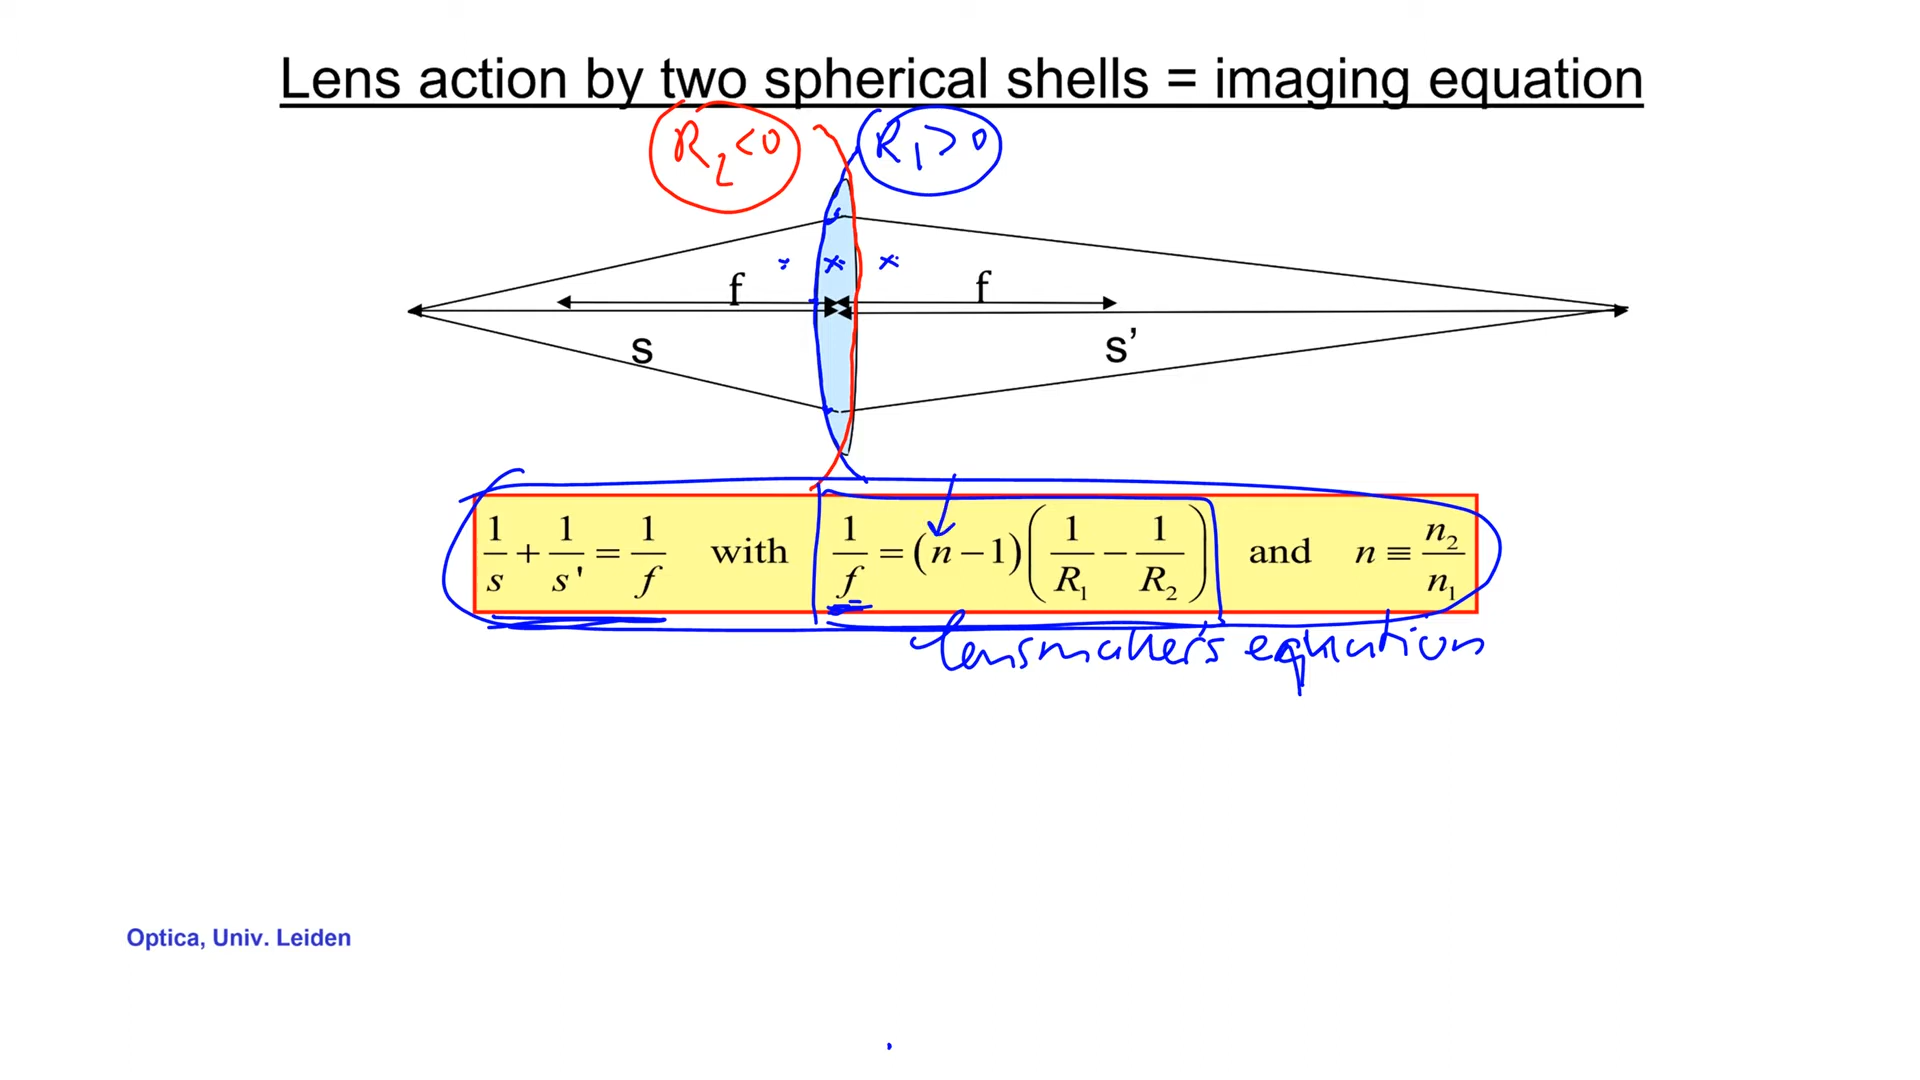 Lens action by two spherical shells = imaging equation
R₂<0 R₁>0
f f
s s’
1/s + 1/s' = 1/f with 1/f = (n−1)(1/R₁ − 1/R₂) and n ≡ n₂/n₁
lensmaker's equation
Optica, Univ. Leiden